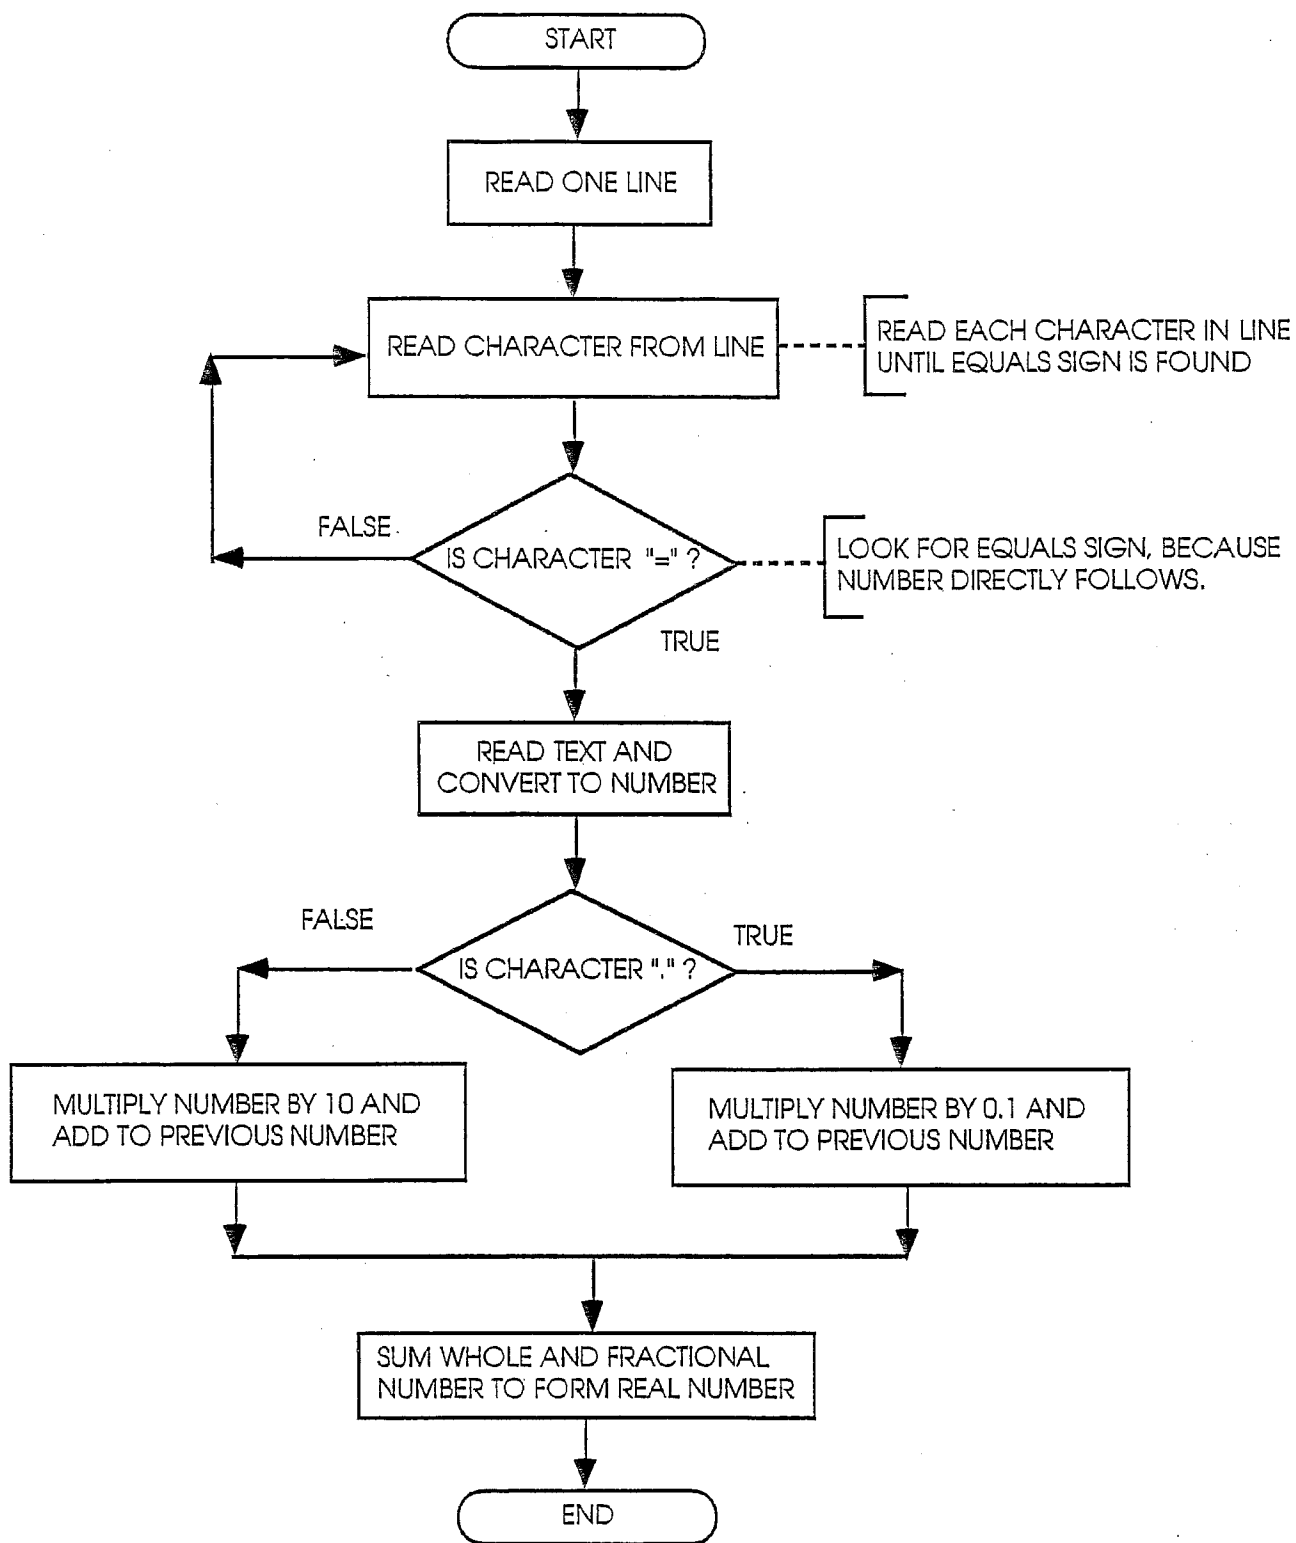 START
READ ONE LINE
READ CHARACTER FROM LINE
READ EACH CHARACTER IN LINE
UNTIL EQUALS SIGN IS FOUND
FALSE
IS CHARACTER "=" ?
LOOK FOR EQUALS SIGN, BECAUSE
NUMBER DIRECTLY FOLLOWS.
TRUE
READ TEXT AND
CONVERT TO NUMBER
FALSE
TRUE
IS CHARACTER "." ?
MULTIPLY NUMBER BY 10 AND
ADD TO PREVIOUS NUMBER
MULTIPLY NUMBER BY 0.1 AND
ADD TO PREVIOUS NUMBER
SUM WHOLE AND FRACTIONAL
NUMBER TO FORM REAL NUMBER
END